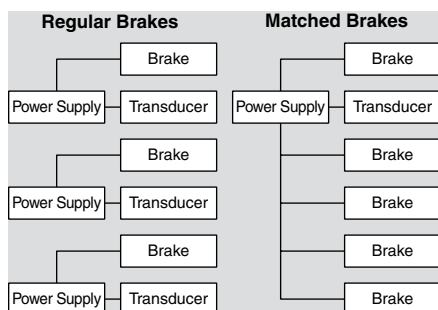 Regular Brakes
Brake
Power Supply
Transducer
Brake
Power Supply
Transducer
Brake
Power Supply
Transducer
Matched Brakes
Brake
Power Supply
Transducer
Brake
Brake
Brake
Brake